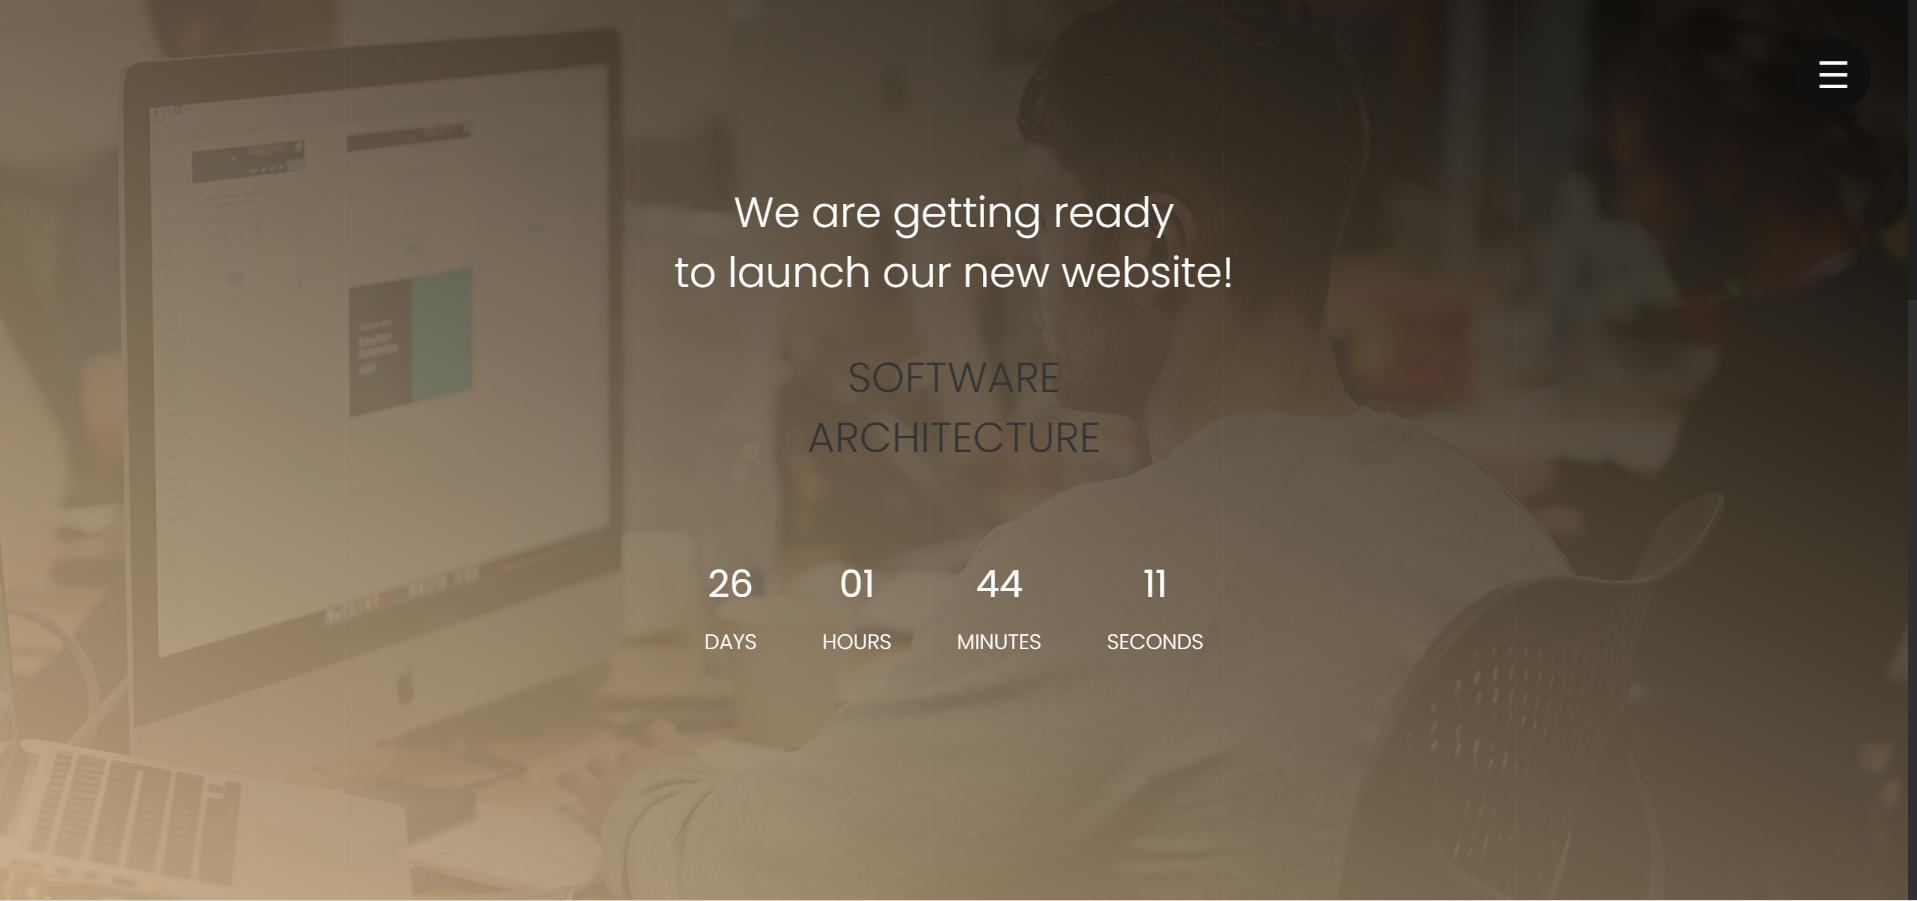 We are getting ready
to launch our new website!
SOFTWARE
ARCHITECTURE
26 01 44 11
DAYS HOURS MINUTES SECONDS